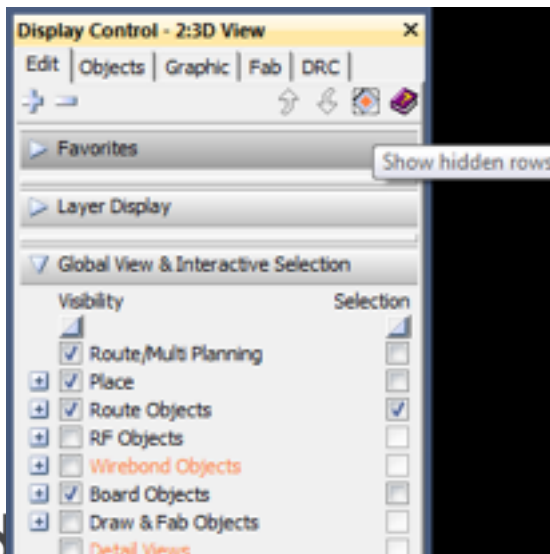 Display Control - 2:3D View
Edit Objects Graphic Fab DRC
Favorites
Show hidden rows
Layer Display
Global View & Interactive Selection
Visibility Selection
Route/Multi Planning
Place
Route Objects
RF Objects
Wirebond Objects
Board Objects
Draw & Fab Objects
Detail Views